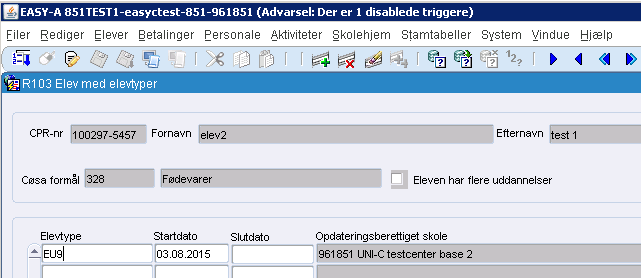 EASY-A 851TEST1-easyctest-851-961851 (Advarsel: Der er 1 disablede triggere)
Filer Rediger Elever Betalinger Personale Aktiviteter Skolehjem Stamtabeller System Vindue Hjælp
R103 Elev med elevtyper
CPR-nr 100297-5457 Fornavn elev2 Efternavn test 1
Cøsa formål 328 Fødevarer Eleven har flere uddannelser
Elevtype Startdato Slutdato Opdateringsberettiget skole
EU9 03.08.2015 961851 UNI-C testcenter base 2